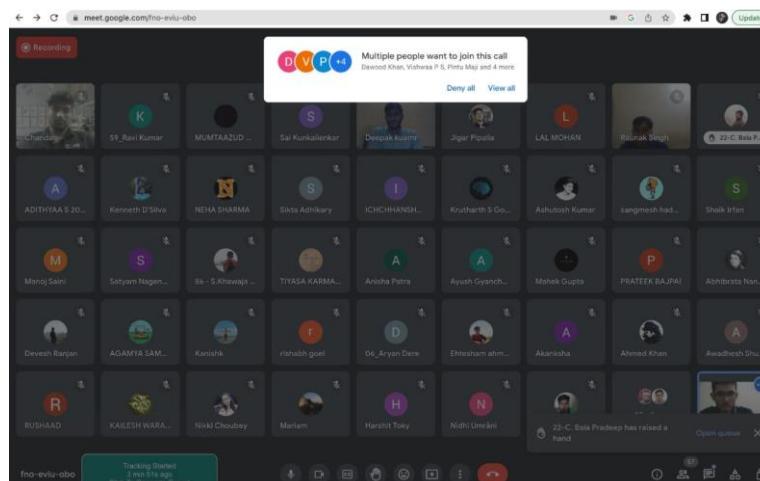 meet.google.com/fno-eviu-obo
Update
Recording
D V P +4
Multiple people want to join this call
Dawood Khan, Vishwaa P S, Pintu Maji and 4 more
Deny all View all
Chandan
K
59_Ravi Kumar
MUMTAAZUD ...
S
Sai Kunkalienkar
Deepak kuamr
Jigar Pipalia
L
LAL MOHAN
Raunak Singh
22-C. Bala P...
A
ADITHYAA S 20...
Kenneth D'Silva
N
NEHA SHARMA
S
Sikta Adhikary
I
ICHCHHANSH...
Krutharth S Go...
Ashutosh Kumar
sangmesh had...
S
Shaik Irfan
M
Manoj Saini
S
Satyam Nagen...
TIYASA KARMA...
A
Anisha Patra
A
Ayush Gyanch...
Mahek Gupta
P
PRATEEK BAJPAI
Abhibrata Nan...
Devesh Ranjan
AGAMYA SAM...
Kanishk
r
rishabh goel
D
06_Aryan Dere
Ehtesham ahm...
A
Akanksha
Ahmed Khan
A
Awadhesh Shu...
R
RUSHAAD
KAILESH WARA...
Nikki Choubey
Mariam
H
Harshit Toky
N
Nidhi Umrani
22-C. Bala Pradeep has raised a
hand
Open queue
fno-eviu-obo
Tracking Started
3 min 51s ago
57